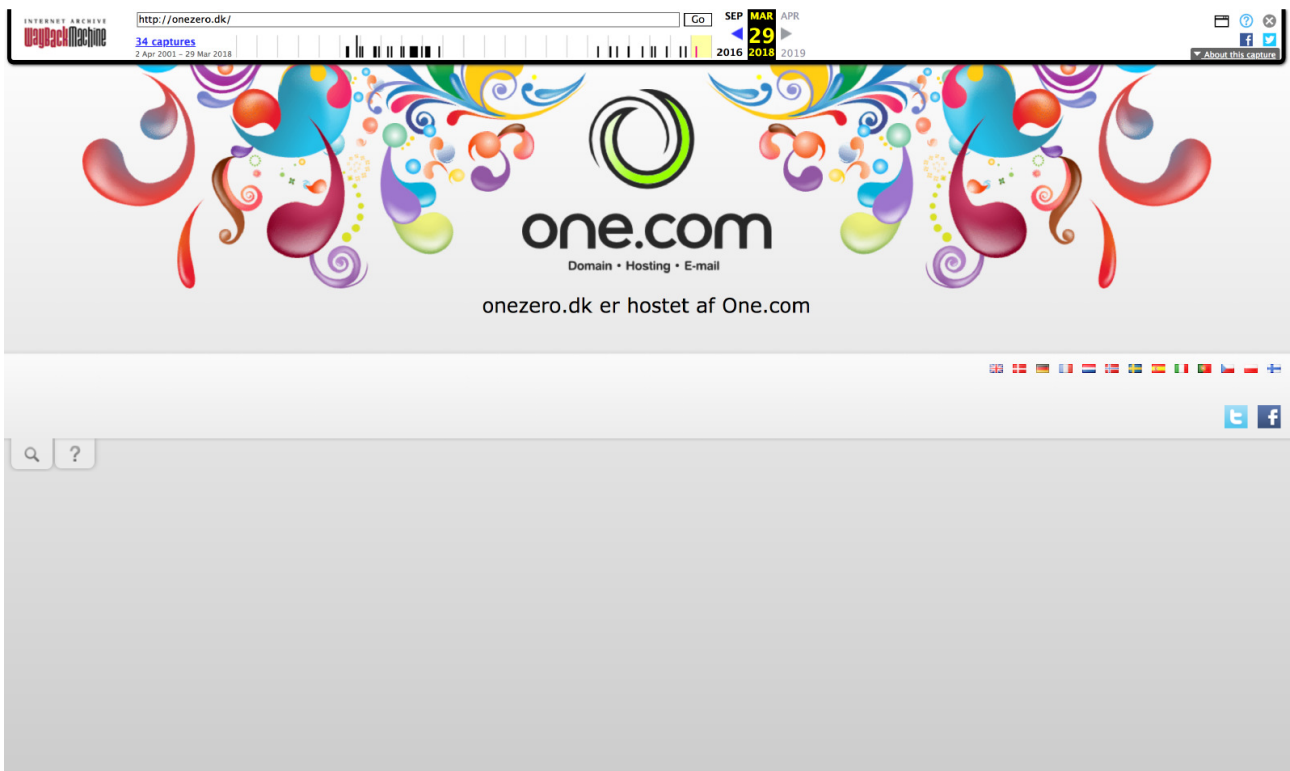 INTERNET ARCHIVE
WayBackMachine
http://onezero.dk/
Go
34 captures
2 Apr 2001 – 29 Mar 2018
SEP MAR APR
29
2016 2018 2019
About this capture
one.com
Domain • Hosting • E-mail
onezero.dk er hostet af One.com
?